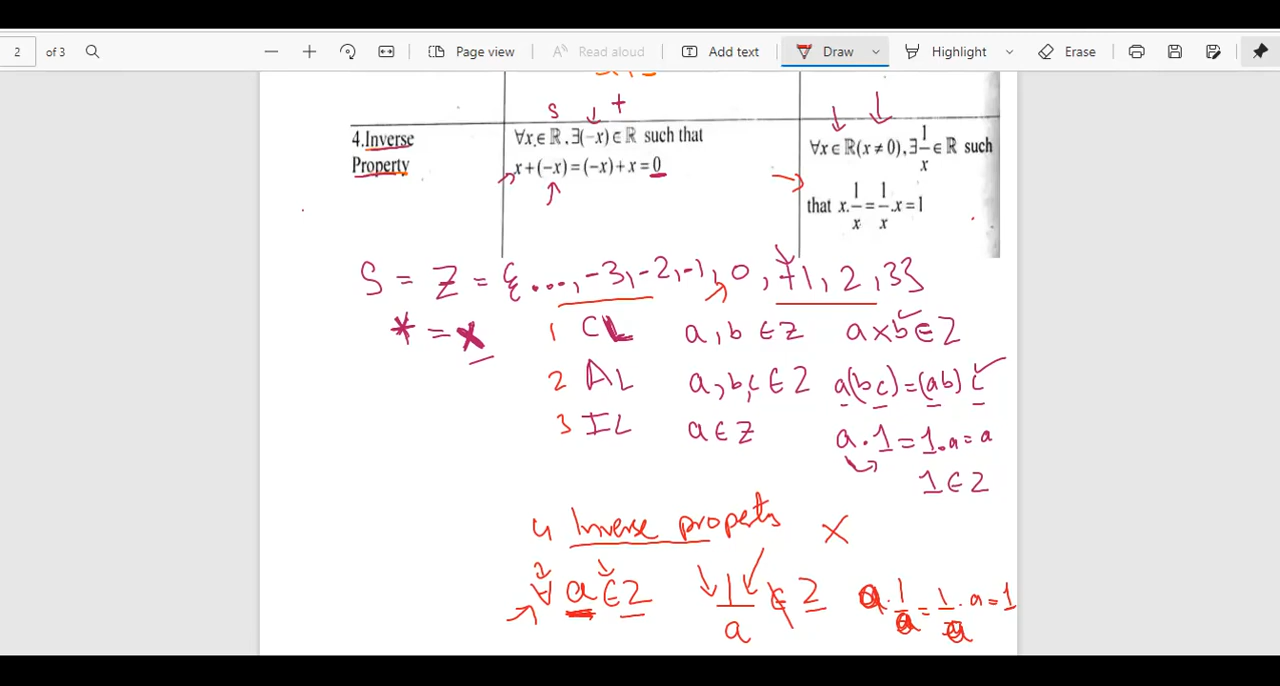 2 of 3 Page view Read aloud Add text Draw Highlight Erase
S +
4.Inverse Property
∀x∈ℝ,∃(−x)∈ℝ such that
x+(−x)=(−x)+x=0
∀x∈ℝ(x≠0),∃1/x∈ℝ such
that x.1/x=1/x.x=1
S = Z = {..., -3, -2, -1, 0, +1, 2, 3}
* = ×
1 CL a, b ∈ Z a×b ∈ Z
2 AL a, b, c ∈ Z a(bc) = (ab)c
3 IL a ∈ Z a.1 = 1.a = a
1 ∈ Z
4 Inverse property ×
∀ a ∈ Z 1/a ∉ Z a.1/a = 1/a.a = 1